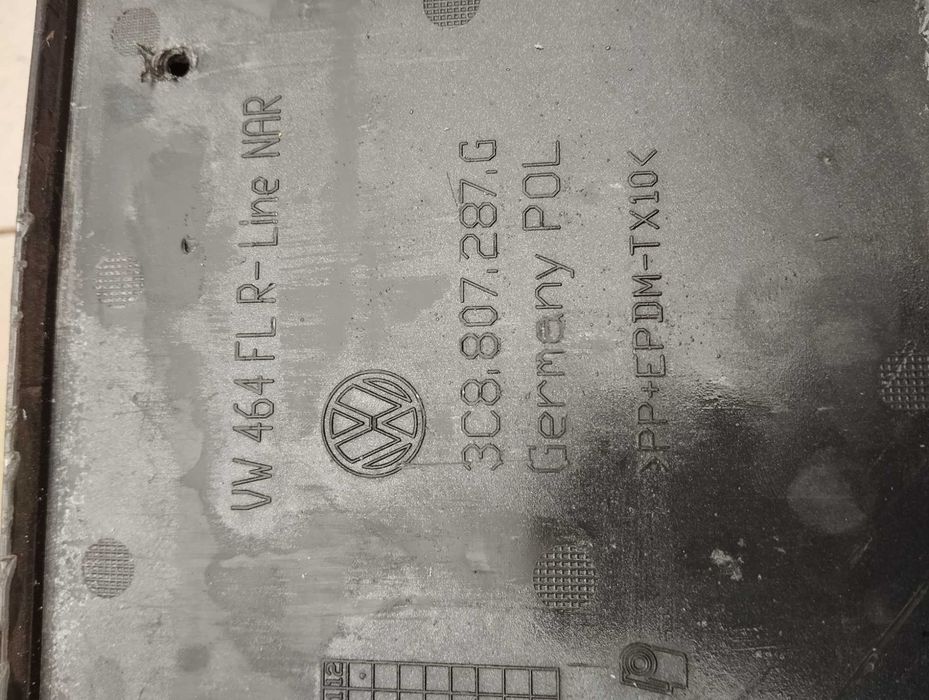 VW 464 FL R-Line NAR
3C8.807.287.G
Germany POL
>PP+EPDM-TX10<